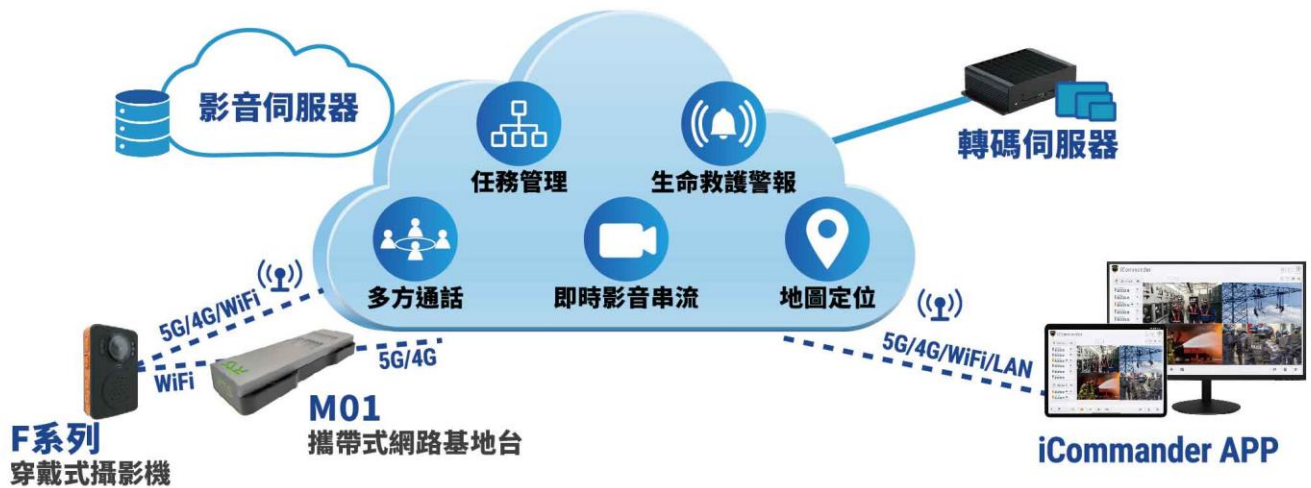 影音伺服器
任務管理
生命救護警報
轉碼伺服器
多方通話
即時影音串流
地圖定位
5G/4G/WiFi
WiFi
5G/4G
5G/4G/WiFi/LAN
F系列
穿戴式攝影機
M01
攜帶式網路基地台
iCommander
iCommander
iCommander APP